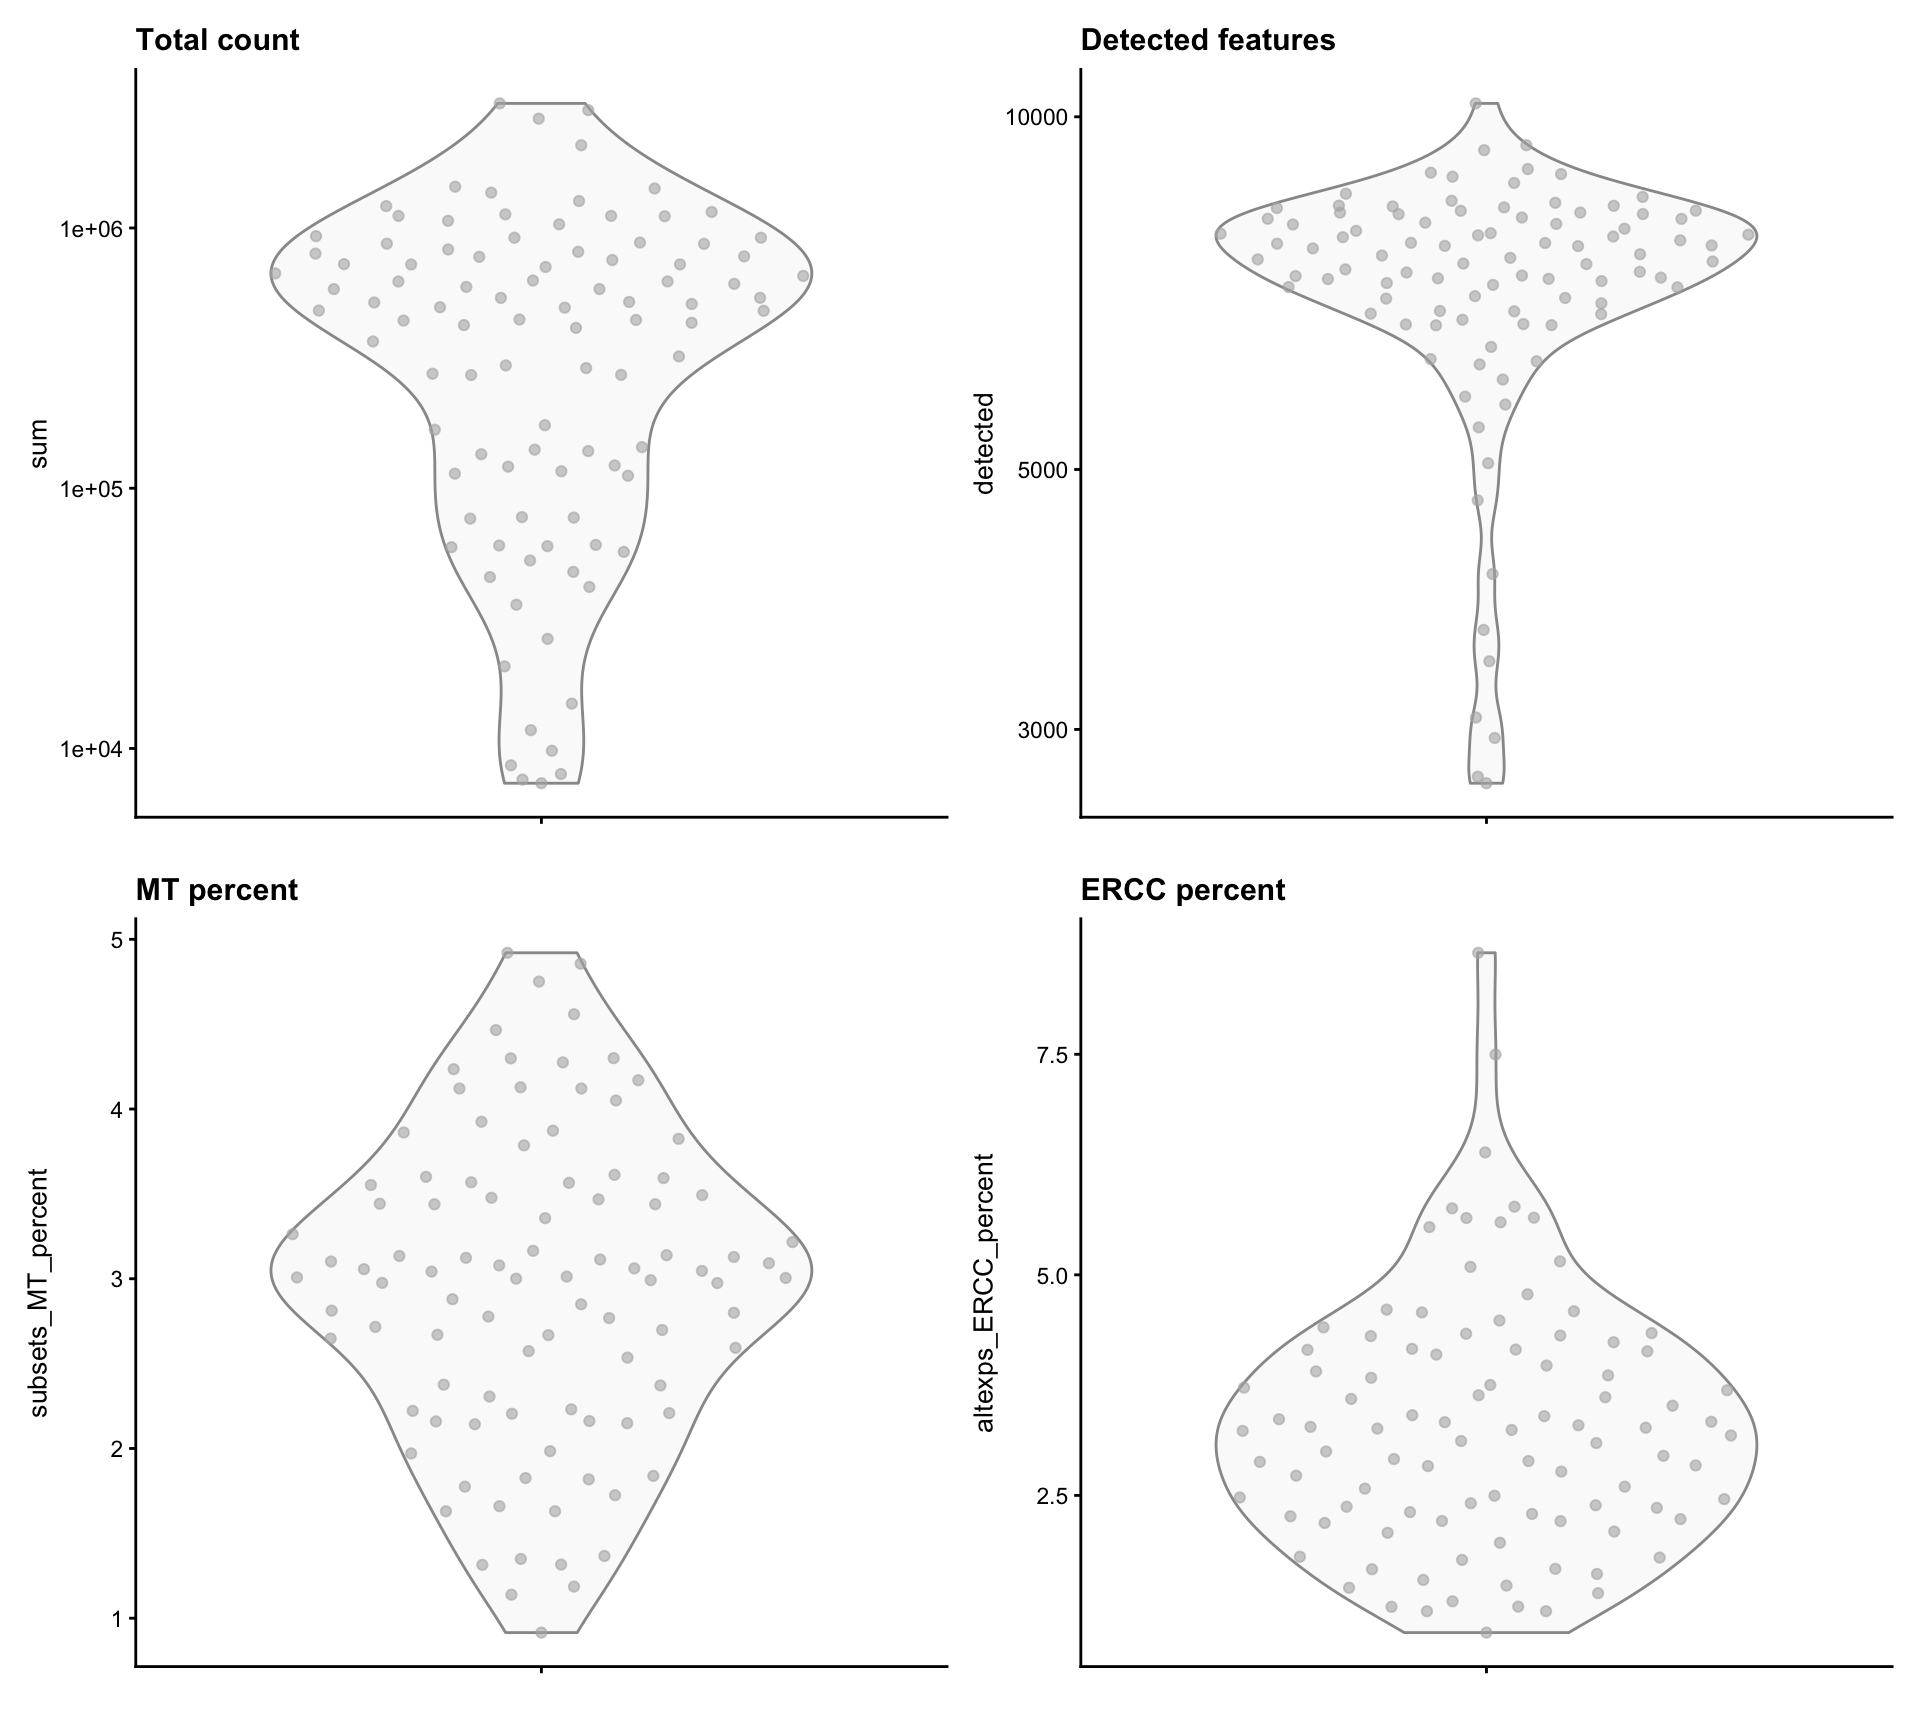 Total count
sum
1e+06
1e+05
1e+04
Detected features
detected
10000
5000
3000
MT percent
subsets_MT_percent
5
4
3
2
1
ERCC percent
altexps_ERCC_percent
7.5
5.0
2.5